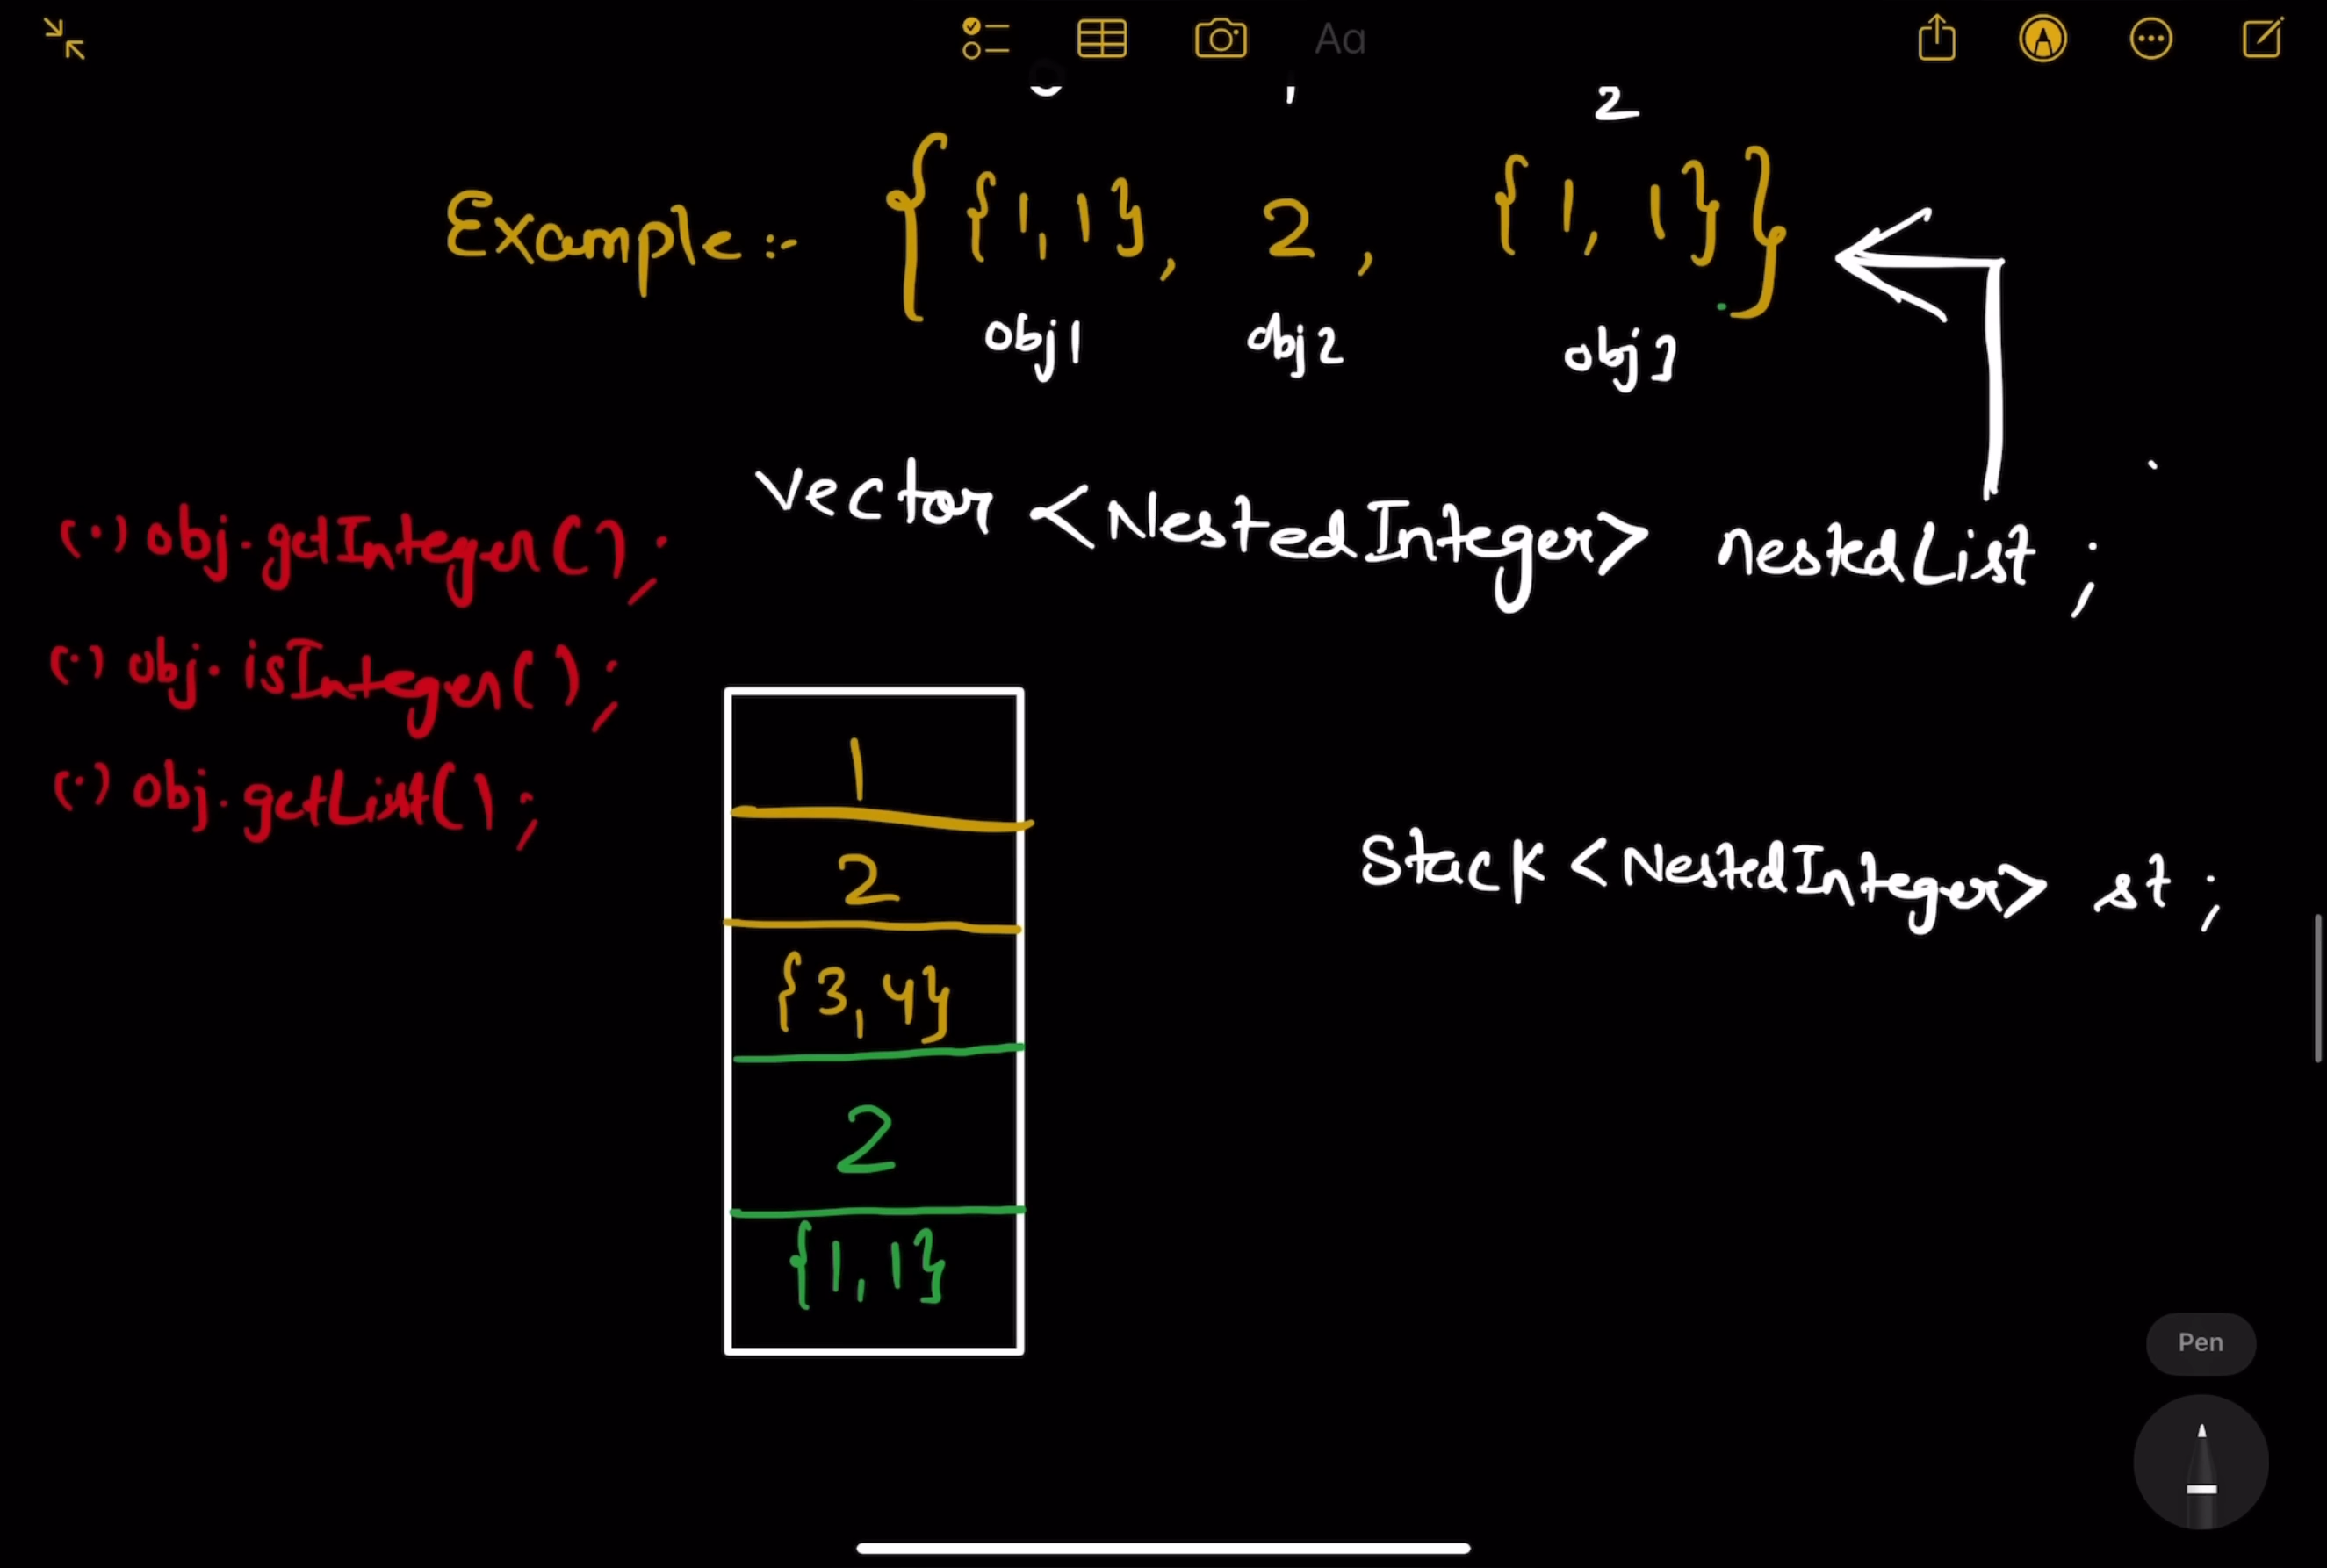 Aa
2
Example :- { {1,1}, 2, {1,1} }
obj1 obj2 obj3
vector <NestedInteger> nestedList ;
(·) obj.getInteger();
(·) obj.isInteger();
(·) obj.getList();
1
2
{3,4}
2
{1,1}
Stack <NestedInteger> st ;
Pen